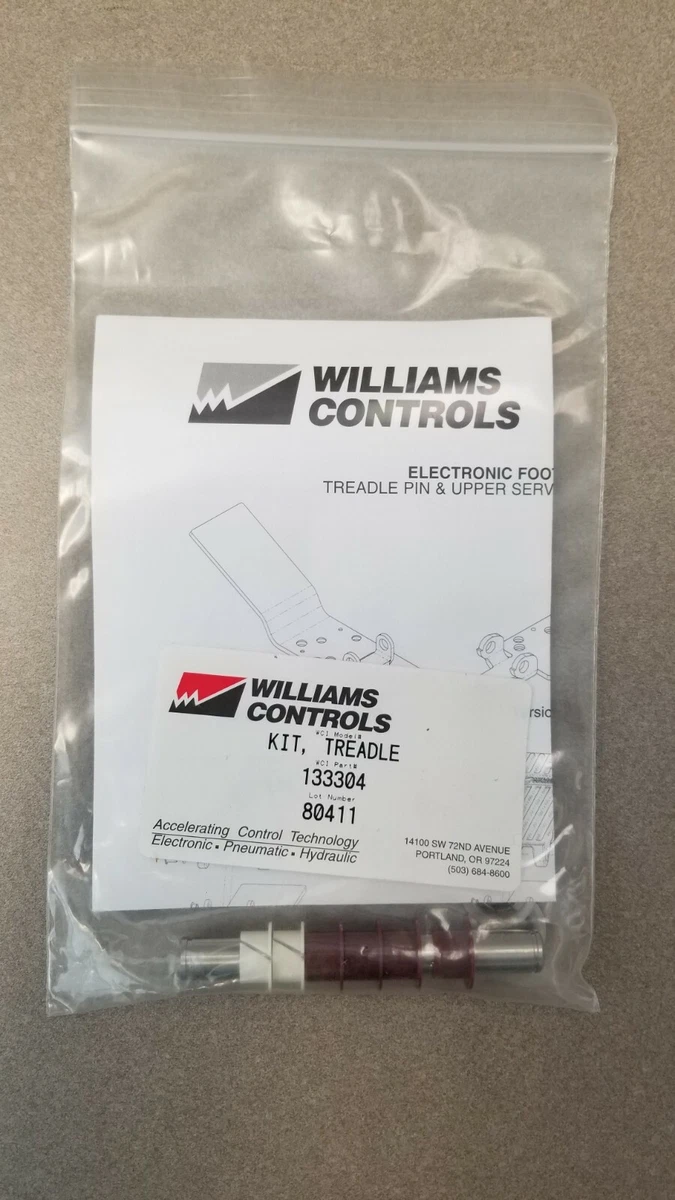 WILLIAMS
CONTROLS
ELECTRONIC FOOT
TREADLE PIN & UPPER SERV
WILLIAMS
CONTROLS
WCI Model#
KIT, TREADLE
WCI Part#
133304
Lot Number
80411
Accelerating Control Technology
Electronic • Pneumatic • Hydraulic
14100 SW 72ND AVENUE
PORTLAND, OR 97224
(503) 684-8600